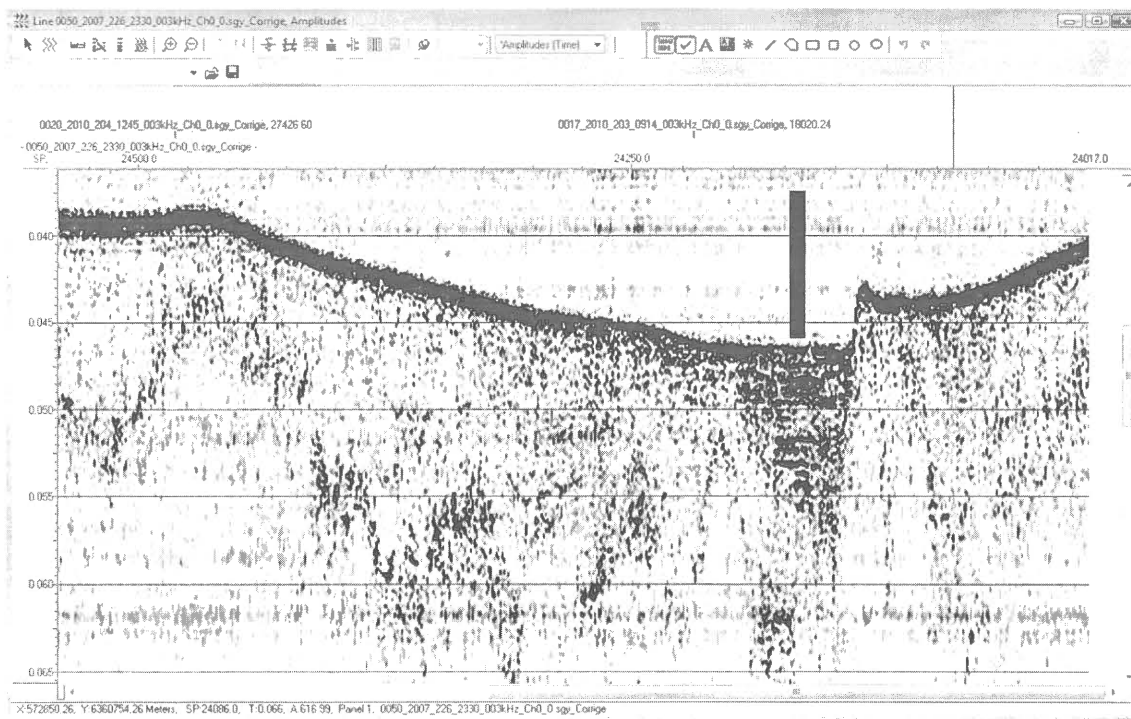 Line 0050_2007_226_2330_003kHz_Ch0_0.sgy_Corrige, Amplitudes
*Amplitudes (Time)
0020_2010_204_1245_003kHz_Ch0_0.sgy_Corrige, 27426.60 0017_2010_203_0914_003kHz_Ch0_0.sgy_Corrige, 18020.24
- 0050_2007_226_2330_003kHz_Ch0_0.sgy_Corrige -
SP: 24500.0 24250.0 24017.0
0.040
0.045
0.050
0.055
0.060
0.065
X:572850.26, Y:6360754.26 Meters, SP:24086.0, T:0.066, A:616.99, Panel 1, 0050_2007_226_2330_003kHz_Ch0_0.sgy_Corrige